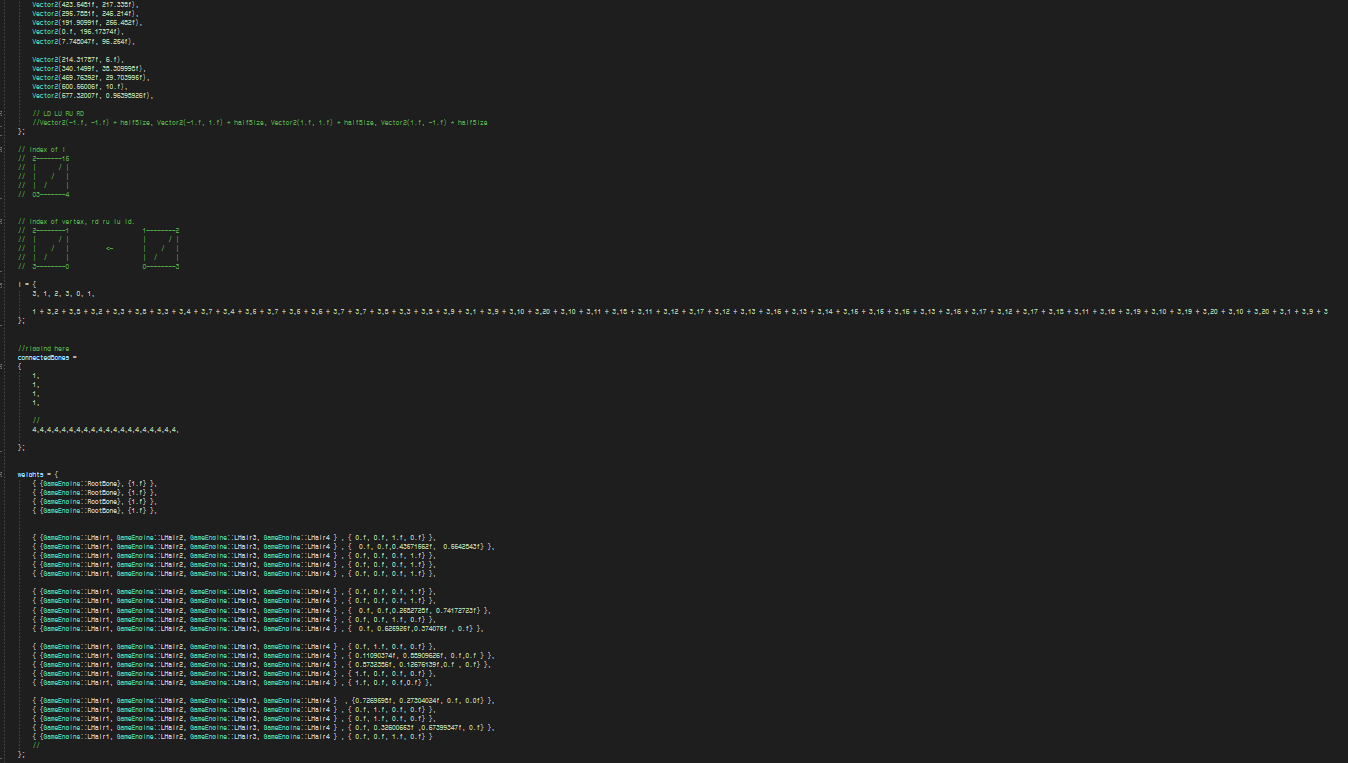 Vector2(423.6481f, 217.335f),
Vector2(295.7831f, 246.214f),
Vector2(191.90991f, 256.482f),
Vector2(0.f, 196.17374f),
Vector2(7.745047f, 96.264f),
Vector2(214.31787f, 6.f),
Vector2(340.1499f, 38.309998f),
Vector2(469.76392f, 29.703996f),
Vector2(600.66006f, 10.f),
Vector2(677.32007f, 0.96398926f),
// LD LU RU RD
//Vector2(-1.f, -1.f) + halfSize, Vector2(-1.f, 1.f) + halfSize, Vector2(1.f, 1.f) + halfSize, Vector2(1.f, -1.f) + halfSize
};
// index of i
// 2-------15
// | / |
// | / |
// | / |
// 03-------4
// index of vertex, rd ru lu ld.
// 2-------1 1--------2
// | / | | / |
// | / | <- | / |
// | / | | / |
// 3-------0 0--------3
i = {
3, 1, 2, 3, 0, 1,
1 + 3,2 + 3,8 + 3,2 + 3,3 + 3,8 + 3,3 + 3,4 + 3,7 + 3,4 + 3,5 + 3,7 + 3,5 + 3,6 + 3,7 + 3,7 + 3,8 + 3,3 + 3,8 + 3,9 + 3,1 + 3,9 + 3,10 + 3,20 + 3,10 + 3,11 + 3,18 + 3,11 + 3,12 + 3,17 + 3,12 + 3,13 + 3,16 + 3,13 + 3,14 + 3,15 + 3,15 + 3,16 + 3,13 + 3,16 + 3,17 + 3,12 + 3,17 + 3,18 + 3,11 + 3,18 + 3,19 + 3,10 + 3,19 + 3,20 + 3,10 + 3,20 + 3,1 + 3,9 + 3
};
//riggind here
connectedBones =
{
1,
1,
1,
1,
//
4,4,4,4,4,4,4,4,4,4,4,4,4,4,4,4,4,4,4,4,
};
weights = {
{ {GameEngine::RootBone}, {1.f} },
{ {GameEngine::RootBone}, {1.f} },
{ {GameEngine::RootBone}, {1.f} },
{ {GameEngine::RootBone}, {1.f} },
{ {GameEngine::LHair1, GameEngine::LHair2, GameEngine::LHair3, GameEngine::LHair4 } , { 0.f, 0.f, 1.f, 0.f} },
{ {GameEngine::LHair1, GameEngine::LHair2, GameEngine::LHair3, GameEngine::LHair4 } , { 0.f, 0.f,0.43571662f, 0.5642843f} },
{ {GameEngine::LHair1, GameEngine::LHair2, GameEngine::LHair3, GameEngine::LHair4 } , { 0.f, 0.f, 0.f, 1.f} },
{ {GameEngine::LHair1, GameEngine::LHair2, GameEngine::LHair3, GameEngine::LHair4 } , { 0.f, 0.f, 0.f, 1.f} },
{ {GameEngine::LHair1, GameEngine::LHair2, GameEngine::LHair3, GameEngine::LHair4 } , { 0.f, 0.f, 0.f, 1.f} },
{ {GameEngine::LHair1, GameEngine::LHair2, GameEngine::LHair3, GameEngine::LHair4 } , { 0.f, 0.f, 0.f, 1.f} },
{ {GameEngine::LHair1, GameEngine::LHair2, GameEngine::LHair3, GameEngine::LHair4 } , { 0.f, 0.f, 0.f, 1.f} },
{ {GameEngine::LHair1, GameEngine::LHair2, GameEngine::LHair3, GameEngine::LHair4 } , { 0.f, 0.f,0.2582728f, 0.74172723f} },
{ {GameEngine::LHair1, GameEngine::LHair2, GameEngine::LHair3, GameEngine::LHair4 } , { 0.f, 0.f, 1.f, 0.f} },
{ {GameEngine::LHair1, GameEngine::LHair2, GameEngine::LHair3, GameEngine::LHair4 } , { 0.f, 0.625925f,0.374075f , 0.f} },
{ {GameEngine::LHair1, GameEngine::LHair2, GameEngine::LHair3, GameEngine::LHair4 } , { 0.f, 1.f, 0.f, 0.f} },
{ {GameEngine::LHair1, GameEngine::LHair2, GameEngine::LHair3, GameEngine::LHair4 } , { 0.11090374f, 0.88909626f, 0.f,0.f } },
{ {GameEngine::LHair1, GameEngine::LHair2, GameEngine::LHair3, GameEngine::LHair4 } , { 0.8732386f, 0.12676139f,0.f , 0.f} },
{ {GameEngine::LHair1, GameEngine::LHair2, GameEngine::LHair3, GameEngine::LHair4 } , { 1.f, 0.f, 0.f, 0.f} },
{ {GameEngine::LHair1, GameEngine::LHair2, GameEngine::LHair3, GameEngine::LHair4 } , { 1.f, 0.f, 0.f,0.f} },
{ {GameEngine::LHair1, GameEngine::LHair2, GameEngine::LHair3, GameEngine::LHair4 } , {0.7269598f, 0.27304024f, 0.f, 0.0f} },
{ {GameEngine::LHair1, GameEngine::LHair2, GameEngine::LHair3, GameEngine::LHair4 } , { 0.f, 1.f, 0.f, 0.f} },
{ {GameEngine::LHair1, GameEngine::LHair2, GameEngine::LHair3, GameEngine::LHair4 } , { 0.f, 1.f, 0.f, 0.f} },
{ {GameEngine::LHair1, GameEngine::LHair2, GameEngine::LHair3, GameEngine::LHair4 } , { 0.f, 0.32600653f ,0.67399347f, 0.f} },
{ {GameEngine::LHair1, GameEngine::LHair2, GameEngine::LHair3, GameEngine::LHair4 } , { 0.f, 0.f, 1.f, 0.f} }
//
};